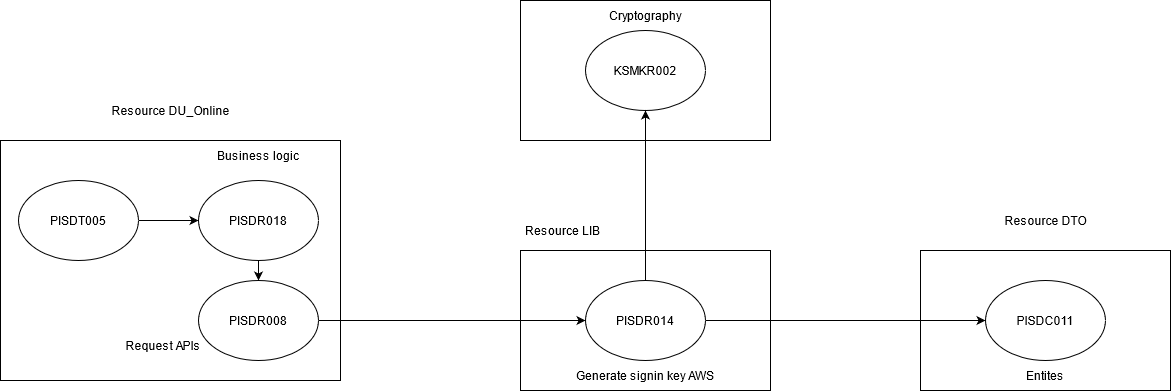 Cryptography
KSMKR002
Resource DU_Online
Business logic
PISDT005
PISDR018
PISDR008
Request APIs
Resource LIB
PISDR014
Generate signin key AWS
Resource DTO
PISDC011
Entites